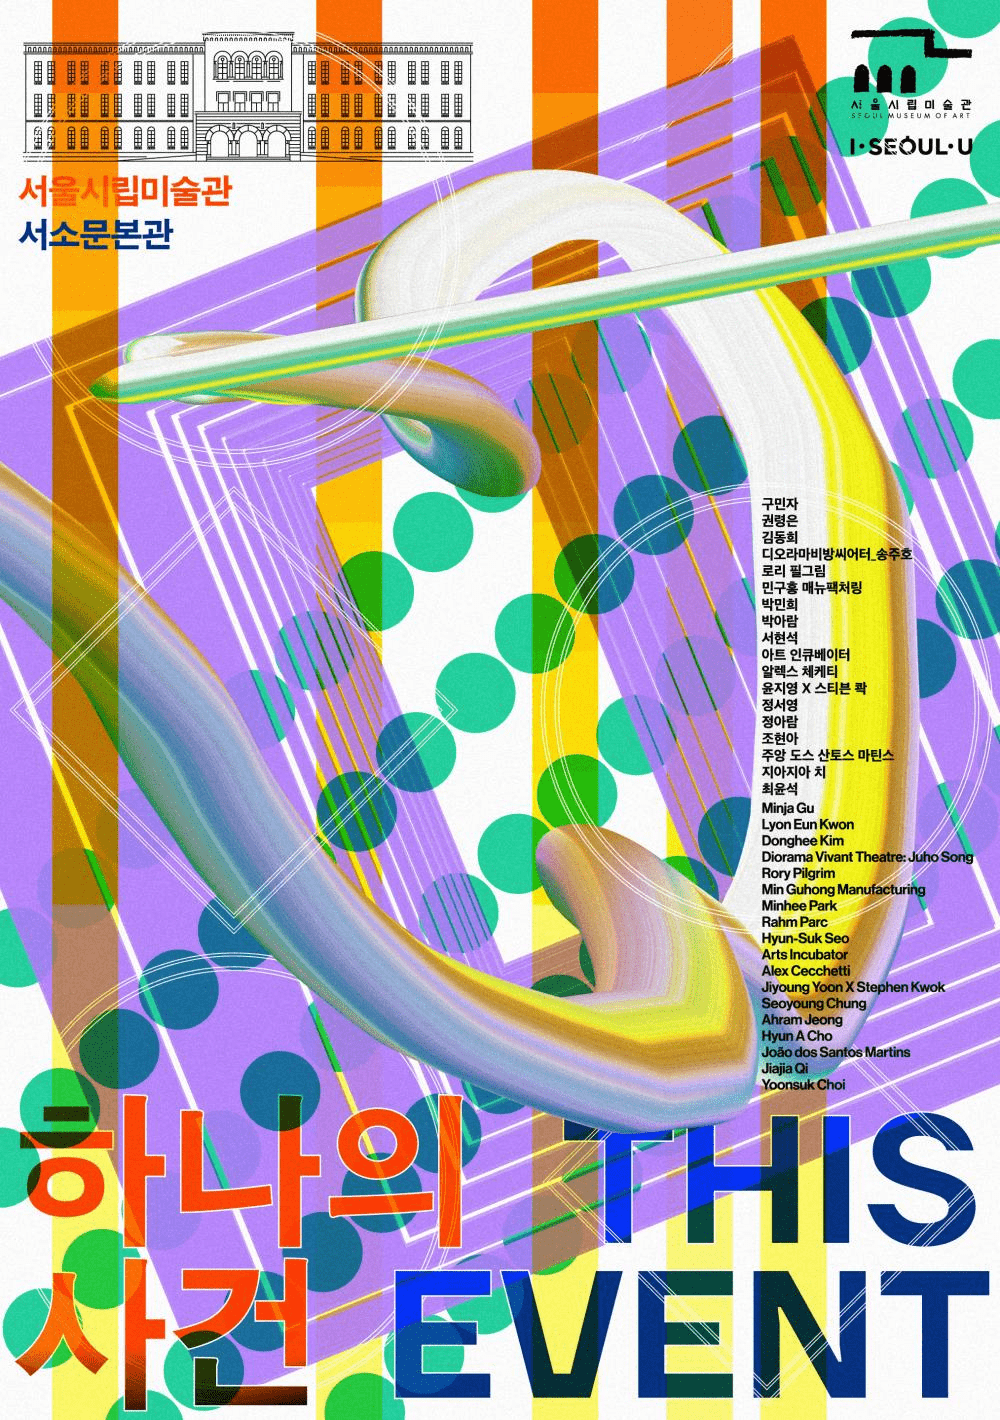 서울시립미술관
서소문본관
서울시립미술관
SEOUL MUSEUM OF ART
I·SEOUL·U
구민자
권령은
김동희
디오라마비방씨어터_송주호
로리 필그림
민구홍 매뉴팩처링
박민희
박아람
서현석
아트 인큐베이터
알렉스 체케티
윤지영 X 스티븐 콱
정서영
정아람
조현아
주앙 도스 산토스 마틴스
지아지아 치
최윤석
Minja Gu
Lyon Eun Kwon
Donghee Kim
Diorama Vivant Theatre: Juho Song
Rory Pilgrim
Min Guhong Manufacturing
Minhee Park
Rahm Parc
Hyun-Suk Seo
Arts Incubator
Alex Cecchetti
Jiyoung Yoon X Stephen Kwok
Seoyoung Chung
Ahram Jeong
Hyun A Cho
João dos Santos Martins
Jiajia Qi
Yoonsuk Choi
하나의 THIS
사건 EVENT